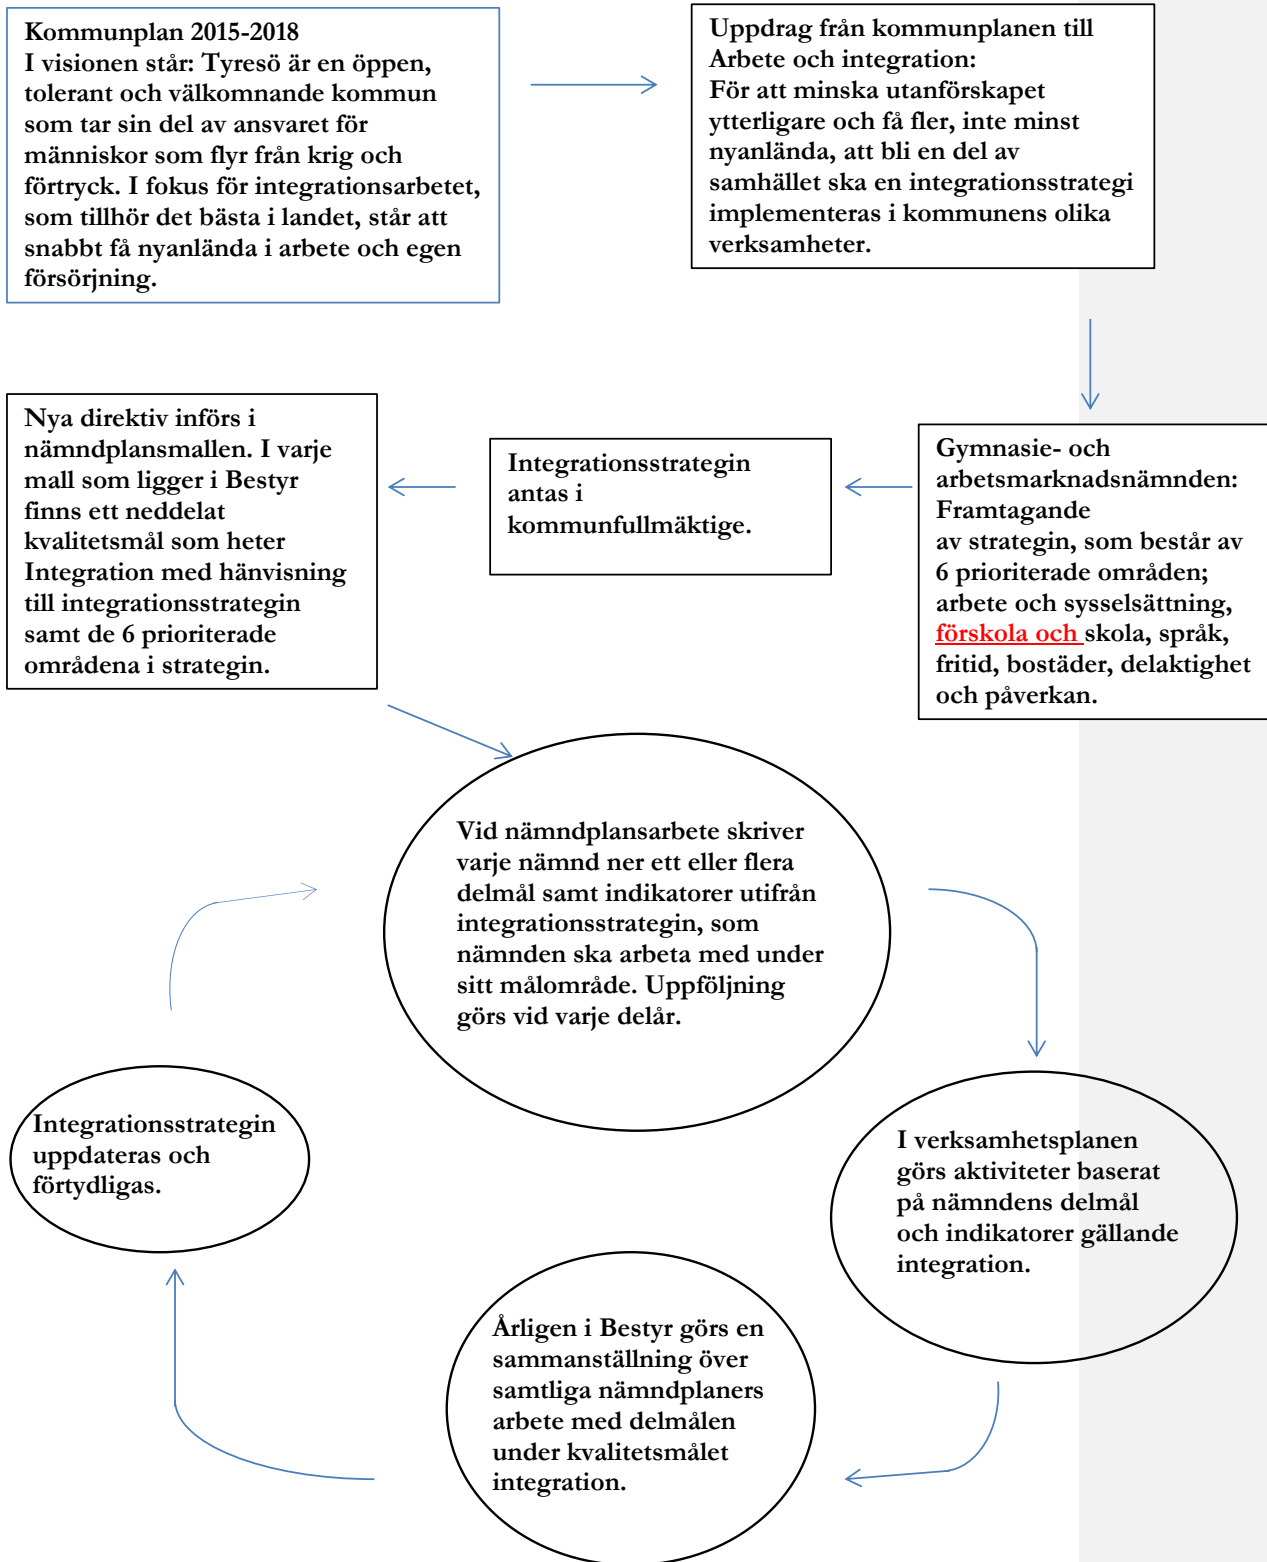 Kommunplan 2015-2018
I visionen står: Tyresö är en öppen,
tolerant och välkomnande kommun
som tar sin del av ansvaret för
människor som flyr från krig och
förtryck. I fokus för integrationsarbetet,
som tillhör det bästa i landet, står att
snabbt få nyanlända i arbete och egen
försörjning.
Uppdrag från kommunplanen till
Arbete och integration:
För att minska utanförskapet
ytterligare och få fler, inte minst
nyanlända, att bli en del av
samhället ska en integrationsstrategi
implementeras i kommunens olika
verksamheter.
Gymnasie- och
arbetsmarknadsnämnden:
Framtagande
av strategin, som består av
6 prioriterade områden;
arbete och sysselsättning,
förskola och skola, språk,
fritid, bostäder, delaktighet
och påverkan.
Integrationsstrategin
antas i
kommunfullmäktige.
Nya direktiv införs i
nämndplansmallen. I varje
mall som ligger i Bestyr
finns ett neddelat
kvalitetsmål som heter
Integration med hänvisning
till integrationsstrategin
samt de 6 prioriterade
områdena i strategin.
Vid nämndplansarbete skriver
varje nämnd ner ett eller flera
delmål samt indikatorer utifrån
integrationsstrategin, som
nämnden ska arbeta med under
sitt målområde. Uppföljning
görs vid varje delår.
I verksamhetsplanen
görs aktiviteter baserat
på nämndens delmål
och indikatorer gällande
integration.
Årligen i Bestyr görs en
sammanställning över
samtliga nämndplaners
arbete med delmålen
under kvalitetsmålet
integration.
Integrationsstrategin
uppdateras och
förtydligas.